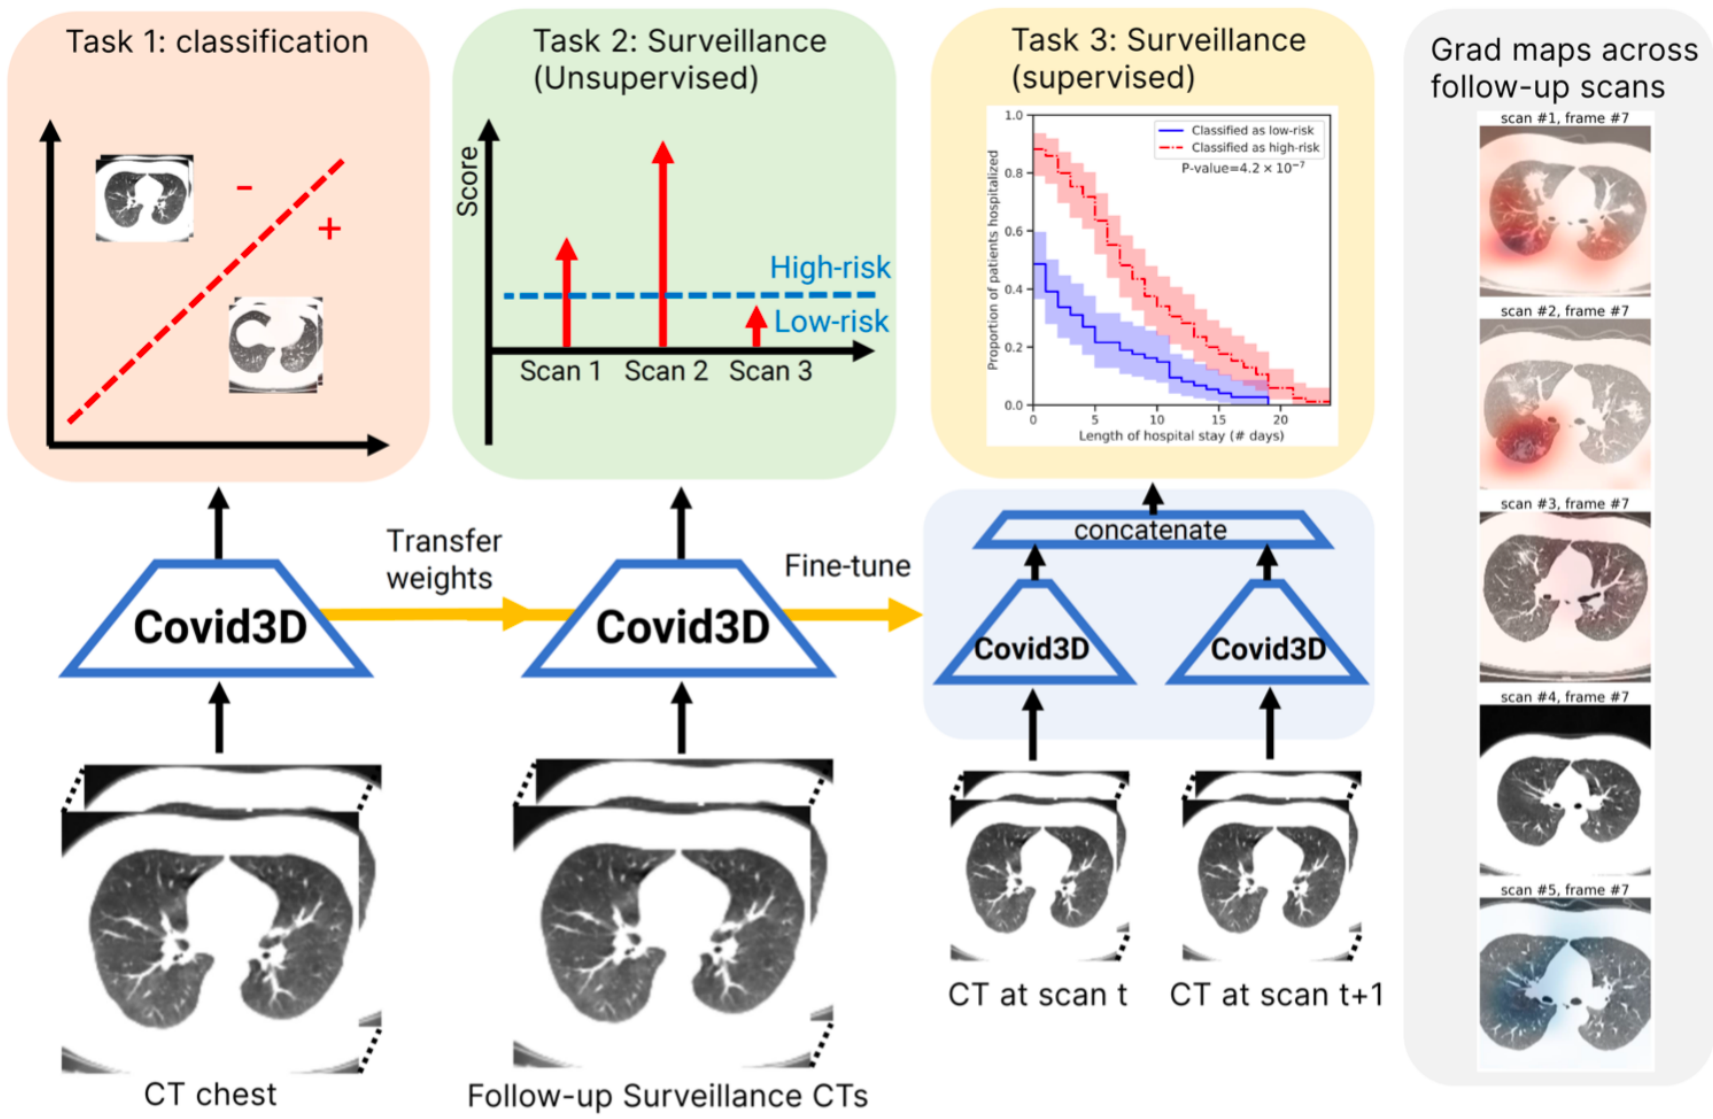 Task 1: classification
-
+
Task 2: Surveillance
(Unsupervised)
Score
High-risk
Low-risk
Scan 1
Scan 2
Scan 3
Task 3: Surveillance
(supervised)
Proportion of patients hospitalized
1.0
0.8
0.6
0.4
0.2
0.0
Classified as low-risk
Classified as high-risk
P-value=4.2 × 10⁻⁷
0
5
10
15
20
Length of hospital stay (# days)
Transfer
weights
Fine-tune
Covid3D
Covid3D
concatenate
Covid3D
Covid3D
CT chest
Follow-up Surveillance CTs
CT at scan t
CT at scan t+1
Grad maps across
follow-up scans
scan #1, frame #7
scan #2, frame #7
scan #3, frame #7
scan #4, frame #7
scan #5, frame #7